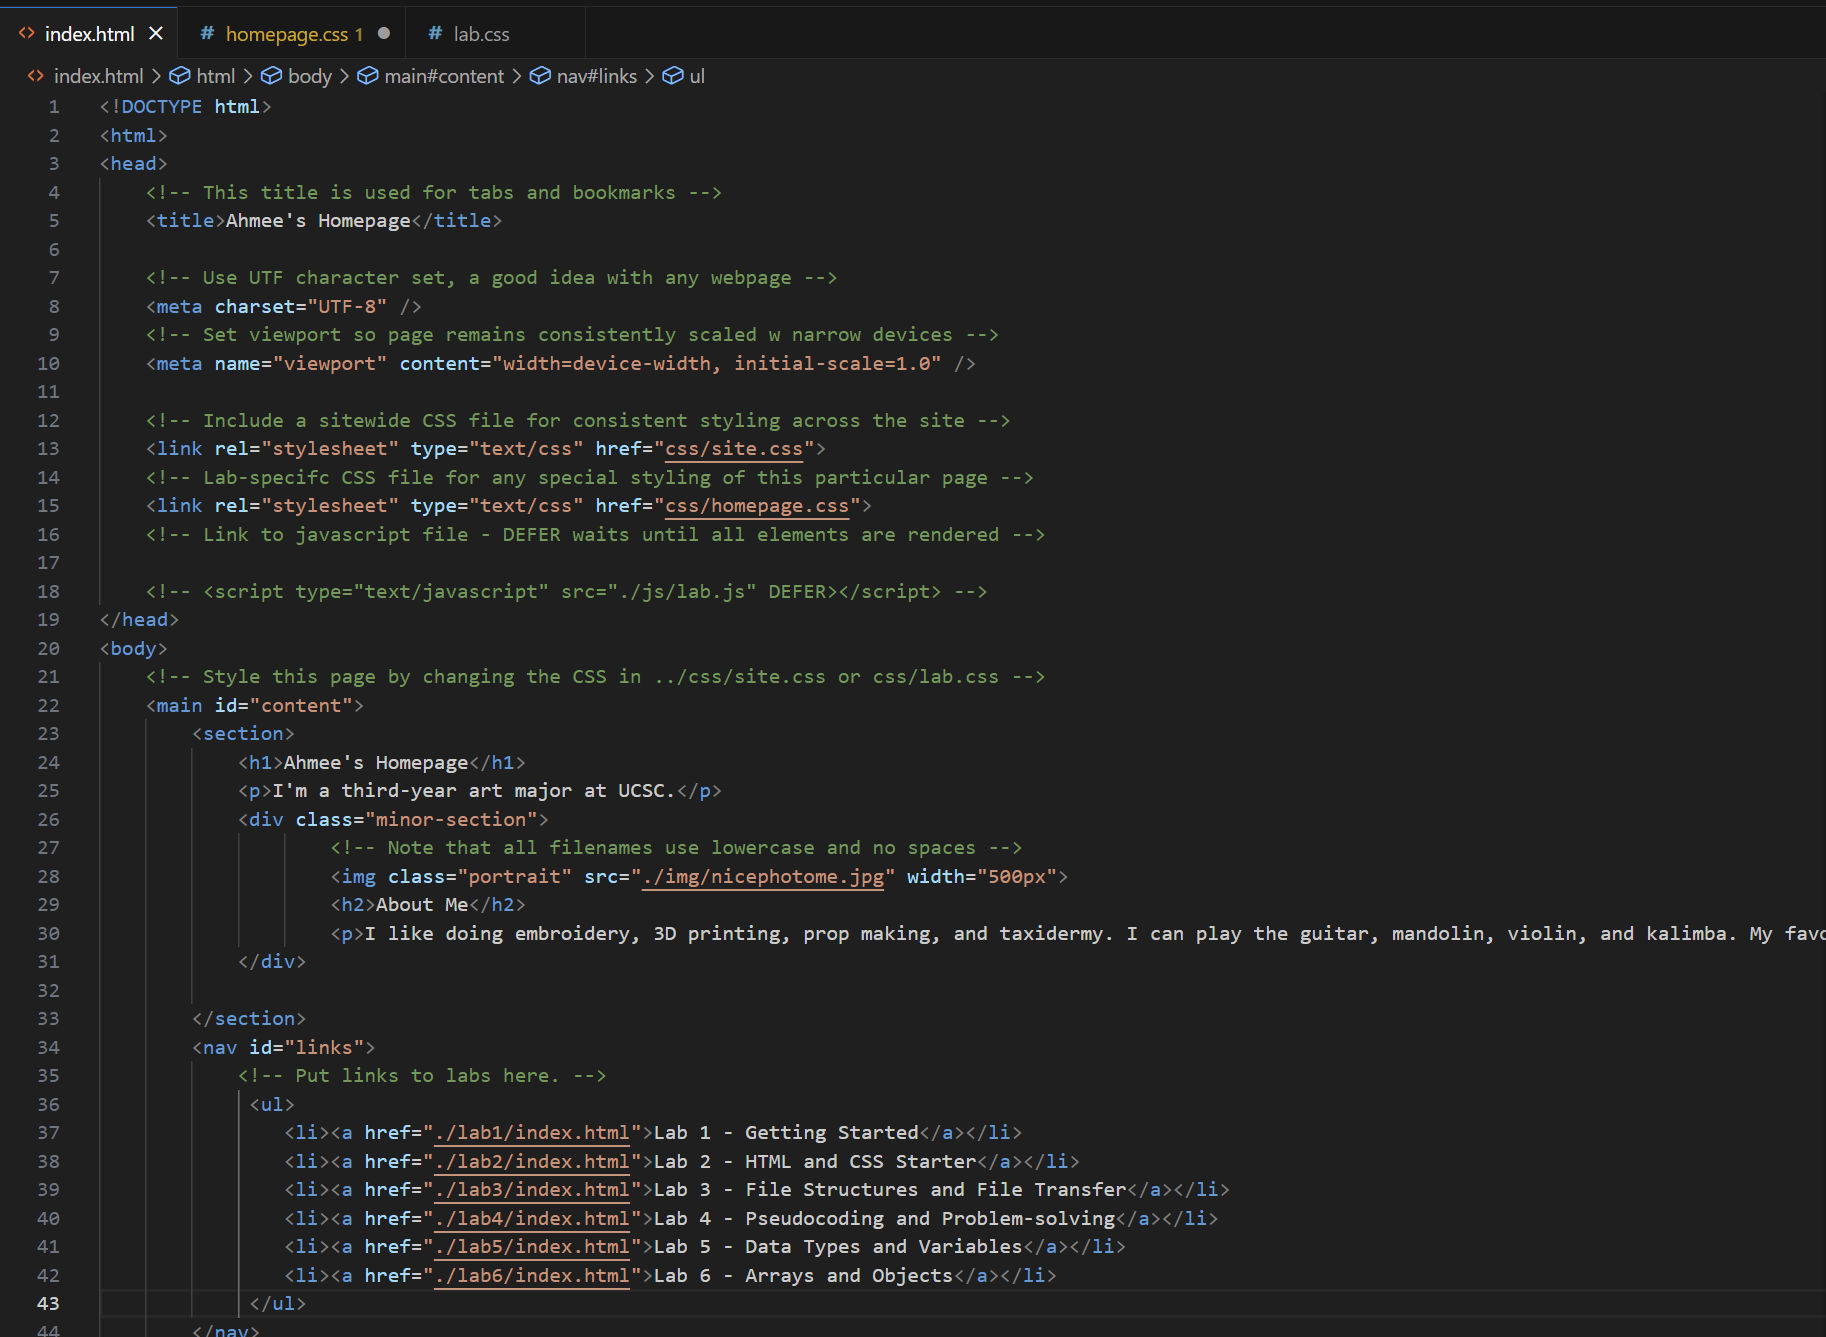 index.html
homepage.css 1
lab.css
index.html > html > body > main#content > nav#links > ul
1 <!DOCTYPE html>
2 <html>
3 <head>
4 <!-- This title is used for tabs and bookmarks -->
5 <title>Ahmee's Homepage</title>
6
7 <!-- Use UTF character set, a good idea with any webpage -->
8 <meta charset="UTF-8" />
9 <!-- Set viewport so page remains consistently scaled w narrow devices -->
10 <meta name="viewport" content="width=device-width, initial-scale=1.0" />
11
12 <!-- Include a sitewide CSS file for consistent styling across the site -->
13 <link rel="stylesheet" type="text/css" href="css/site.css">
14 <!-- Lab-specifc CSS file for any special styling of this particular page -->
15 <link rel="stylesheet" type="text/css" href="css/homepage.css">
16 <!-- Link to javascript file - DEFER waits until all elements are rendered -->
17
18 <!-- <script type="text/javascript" src="./js/lab.js" DEFER></script> -->
19 </head>
20 <body>
21 <!-- Style this page by changing the CSS in ../css/site.css or css/lab.css -->
22 <main id="content">
23 <section>
24 <h1>Ahmee's Homepage</h1>
25 <p>I'm a third-year art major at UCSC.</p>
26 <div class="minor-section">
27 <!-- Note that all filenames use lowercase and no spaces -->
28 <img class="portrait" src="./img/nicephotome.jpg" width="500px">
29 <h2>About Me</h2>
30 <p>I like doing embroidery, 3D printing, prop making, and taxidermy. I can play the guitar, mandolin, violin, and kalimba. My
31 </div>
32
33 </section>
34 <nav id="links">
35 <!-- Put links to labs here. -->
36 <ul>
37 <li><a href="./lab1/index.html">Lab 1 - Getting Started</a></li>
38 <li><a href="./lab2/index.html">Lab 2 - HTML and CSS Starter</a></li>
39 <li><a href="./lab3/index.html">Lab 3 - File Structures and File Transfer</a></li>
40 <li><a href="./lab4/index.html">Lab 4 - Pseudocoding and Problem-solving</a></li>
41 <li><a href="./lab5/index.html">Lab 5 - Data Types and Variables</a></li>
42 <li><a href="./lab6/index.html">Lab 6 - Arrays and Objects</a></li>
43 </ul>
44 </nav>